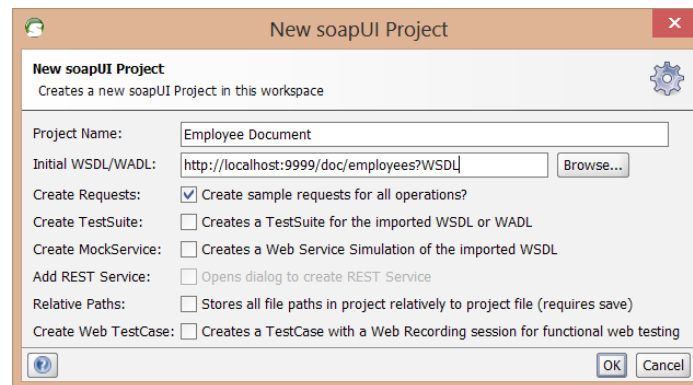 New soapUI Project
New soapUI Project
Creates a new soapUI Project in this workspace
Project Name: Employee Document
Initial WSDL/WADL: http://localhost:9999/doc/employees?WSDL Browse...
Create Requests: Create sample requests for all operations?
Create TestSuite: Creates a TestSuite for the imported WSDL or WADL
Create MockService: Creates a Web Service Simulation of the imported WSDL
Add REST Service: Opens dialog to create REST Service
Relative Paths: Stores all file paths in project relatively to project file (requires save)
Create Web TestCase: Creates a TestCase with a Web Recording session for functional web testing
OK Cancel